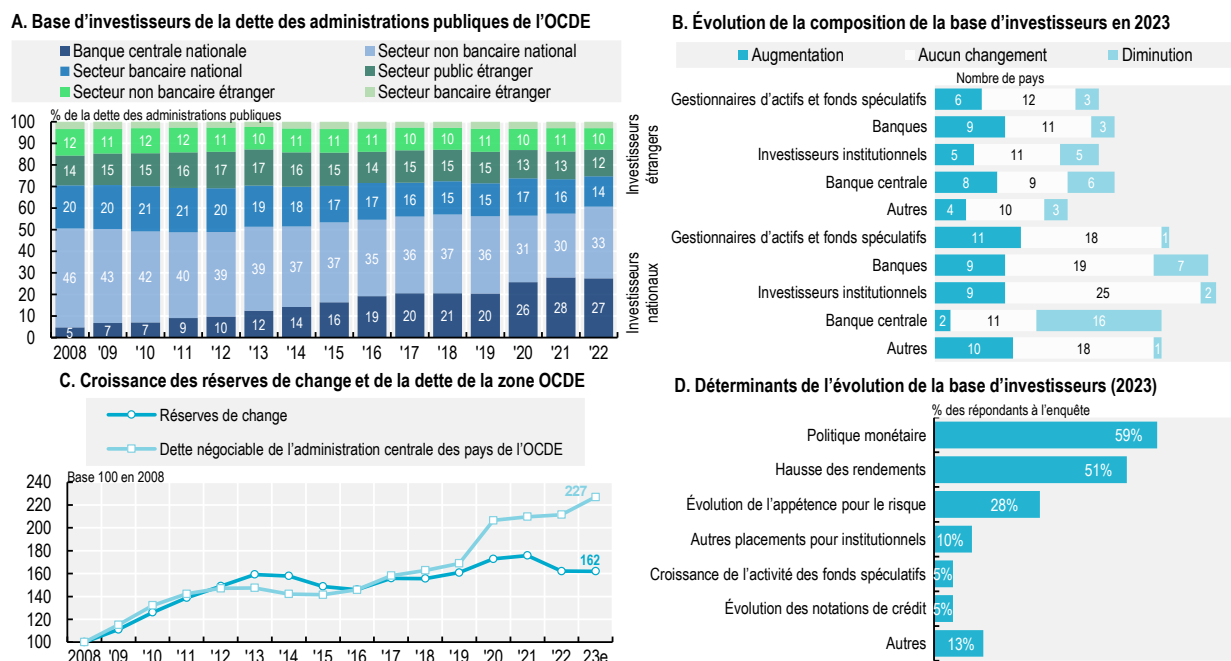 A. Base d'investisseurs de la dette des administrations publiques de l'OCDE
Banque centrale nationale
Secteur non bancaire national
Secteur bancaire national
Secteur public étranger
Secteur non bancaire étranger
Secteur bancaire étranger
% de la dette des administrations publiques
100
90
80
70
60
50
40
30
20
10
0
12 11 12 12 11 10 11 11 11 10 10 11 10 11 10
14 15 15 16 17 17 16 15 14 15 15 15 13 13 12
20 20 21 21 20 19 18 17 17 16 15 15 17 16 14
46 43 42 40 39 39 37 37 35 36 37 36 31 30 33
5 7 7 9 10 12 14 16 19 20 21 20 26 28 27
2008 '09 '10 '11 '12 '13 '14 '15 '16 '17 '18 '19 '20 '21 '22
Investisseurs étrangers
Investisseurs nationaux
B. Évolution de la composition de la base d'investisseurs en 2023
Augmentation Aucun changement Diminution
Nombre de pays
Gestionnaires d'actifs et fonds spéculatifs 6 12 3
Banques 9 11 3
Investisseurs institutionnels 5 11 5
Banque centrale 8 9 6
Autres 4 10 3
Gestionnaires d'actifs et fonds spéculatifs 11 18 1
Banques 9 19 7
Investisseurs institutionnels 9 25 2
Banque centrale 2 11 16
Autres 10 18 1
C. Croissance des réserves de change et de la dette de la zone OCDE
Réserves de change
Dette négociable de l'administration centrale des pays de l'OCDE
Base 100 en 2008
240
220
200
180
160
140
120
100
227
162
2008 '09 '10 '11 '12 '13 '14 '15 '16 '17 '18 '19 '20 '21 '22 23e
D. Déterminants de l'évolution de la base d'investisseurs (2023)
% des répondants à l'enquête
Politique monétaire 59%
Hausse des rendements 51%
Évolution de l'appétence pour le risque 28%
Autres placements pour institutionnels 10%
Croissance de l'activité des fonds spéculatifs 5%
Évolution des notations de crédit 5%
Autres 13%